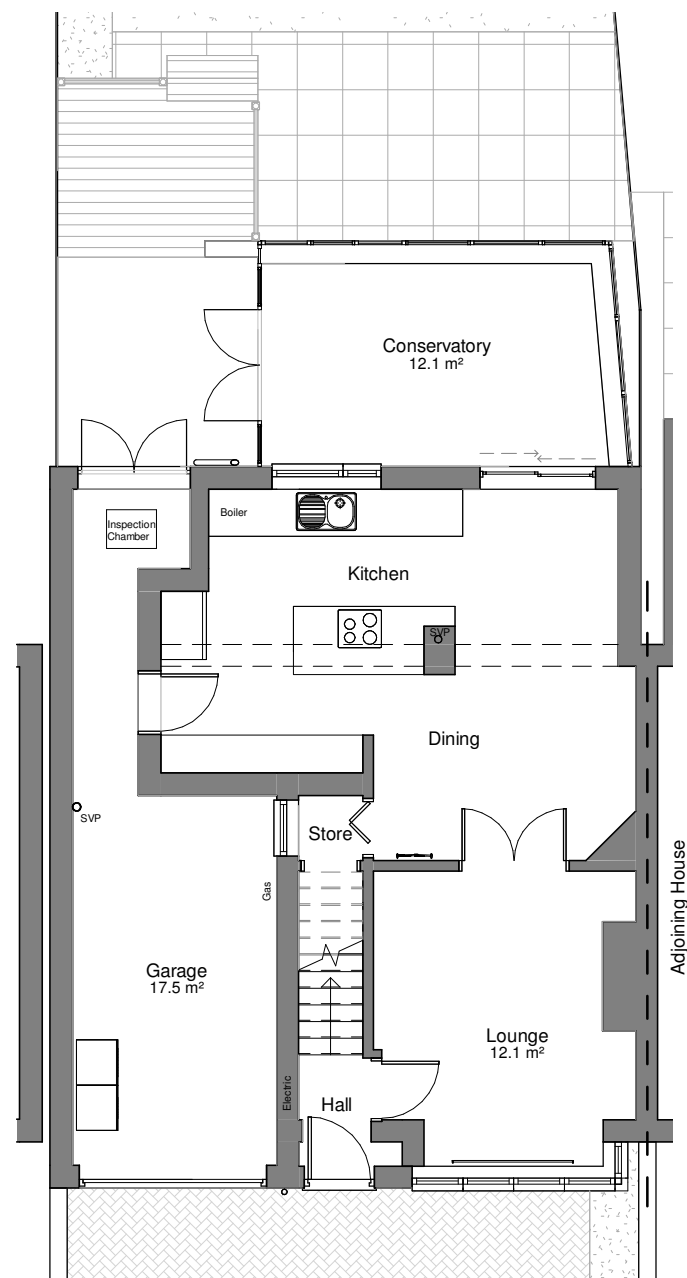 Conservatory
12.1 m²
Boiler
Inspection
Chamber
Kitchen
SVP
Dining
SVP
Store
Gas
Adjoining House
Garage
17.5 m²
Lounge
12.1 m²
Electric
Hall